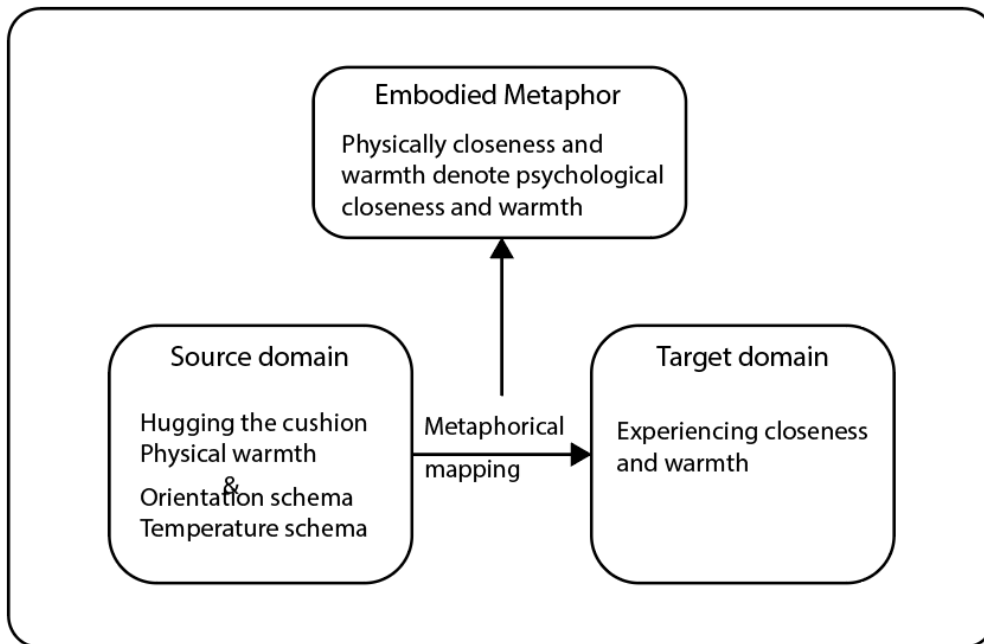 Embodied Metaphor
Physically closeness and
warmth denote psychological
closeness and warmth
Source domain
Hugging the cushion
Physical warmth
&
Orientation schema
Temperature schema
Metaphorical
mapping
Target domain
Experiencing closeness
and warmth